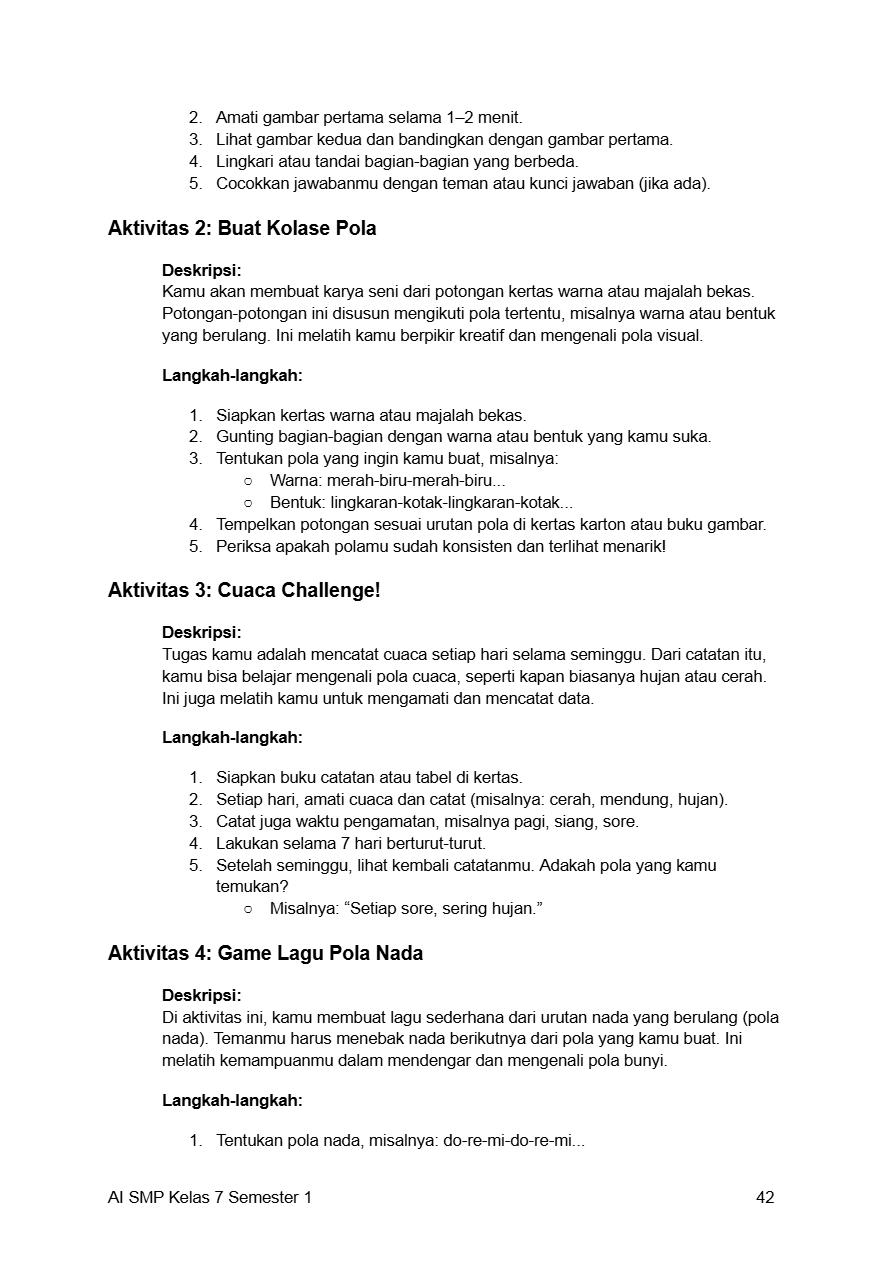 2. Amati gambar pertama selama 1–2 menit.
3. Lihat gambar kedua dan bandingkan dengan gambar pertama.
4. Lingkari atau tandai bagian-bagian yang berbeda.
5. Cocokkan jawabanmu dengan teman atau kunci jawaban (jika ada).
Aktivitas 2: Buat Kolase Pola
Deskripsi:
Kamu akan membuat karya seni dari potongan kertas warna atau majalah bekas.
Potongan-potongan ini disusun mengikuti pola tertentu, misalnya warna atau bentuk
yang berulang. Ini melatih kamu berpikir kreatif dan mengenali pola visual.
Langkah-langkah:
1. Siapkan kertas warna atau majalah bekas.
2. Gunting bagian-bagian dengan warna atau bentuk yang kamu suka.
3. Tentukan pola yang ingin kamu buat, misalnya:
○ Warna: merah-biru-merah-biru...
○ Bentuk: lingkaran-kotak-lingkaran-kotak...
4. Tempelkan potongan sesuai urutan pola di kertas karton atau buku gambar.
5. Periksa apakah polamu sudah konsisten dan terlihat menarik!
Aktivitas 3: Cuaca Challenge!
Deskripsi:
Tugas kamu adalah mencatat cuaca setiap hari selama seminggu. Dari catatan itu,
kamu bisa belajar mengenali pola cuaca, seperti kapan biasanya hujan atau cerah.
Ini juga melatih kamu untuk mengamati dan mencatat data.
Langkah-langkah:
1. Siapkan buku catatan atau tabel di kertas.
2. Setiap hari, amati cuaca dan catat (misalnya: cerah, mendung, hujan).
3. Catat juga waktu pengamatan, misalnya pagi, siang, sore.
4. Lakukan selama 7 hari berturut-turut.
5. Setelah seminggu, lihat kembali catatanmu. Adakah pola yang kamu
temukan?
○ Misalnya: “Setiap sore, sering hujan.”
Aktivitas 4: Game Lagu Pola Nada
Deskripsi:
Di aktivitas ini, kamu membuat lagu sederhana dari urutan nada yang berulang (pola
nada). Temanmu harus menebak nada berikutnya dari pola yang kamu buat. Ini
melatih kemampuanmu dalam mendengar dan mengenali pola bunyi.
Langkah-langkah:
1. Tentukan pola nada, misalnya: do-re-mi-do-re-mi...
AI SMP Kelas 7 Semester 1 42